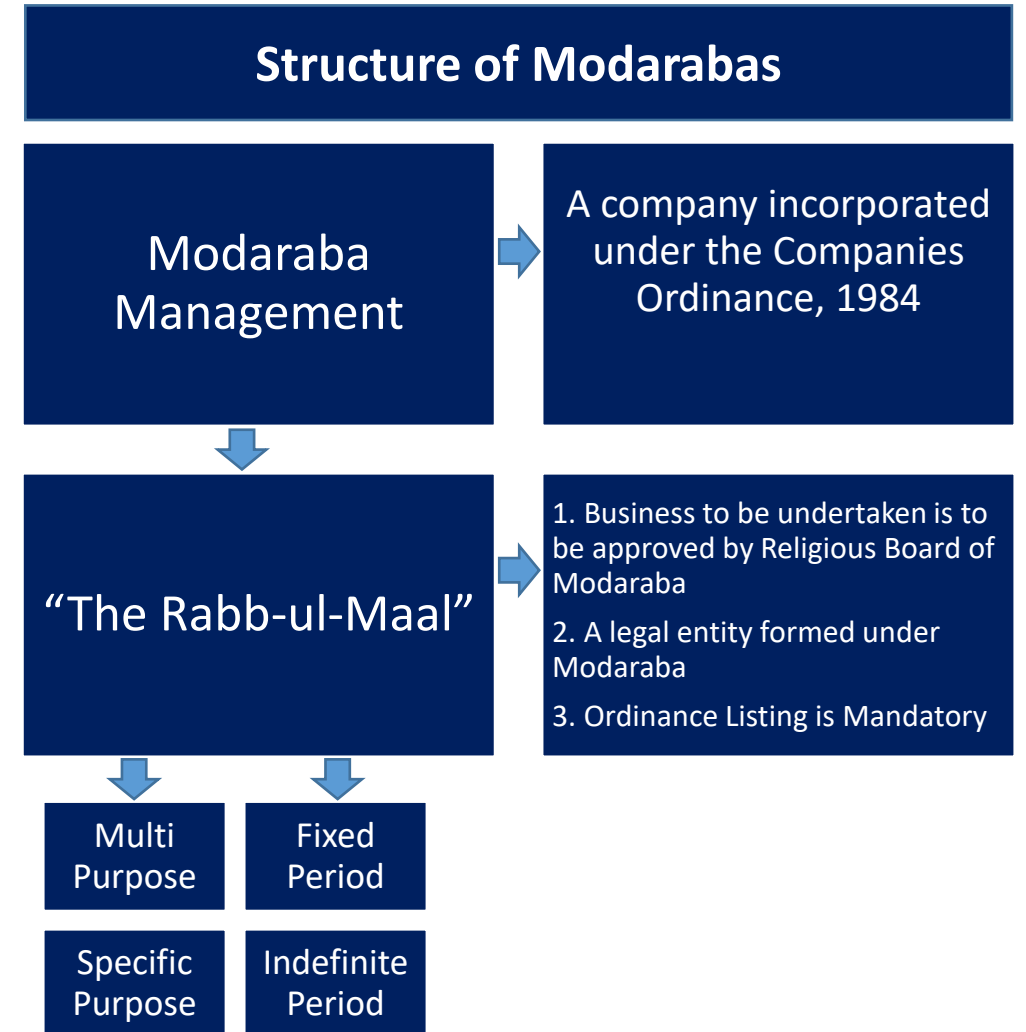 Structure of Modarabas
Modaraba
Management
A company incorporated
under the Companies
Ordinance, 1984
“The Rabb-ul-Maal”
1. Business to be undertaken is to
be approved by Religious Board of
Modaraba
2. A legal entity formed under
Modaraba
3. Ordinance Listing is Mandatory
Multi
Purpose
Fixed
Period
Specific
Purpose
Indefinite
Period